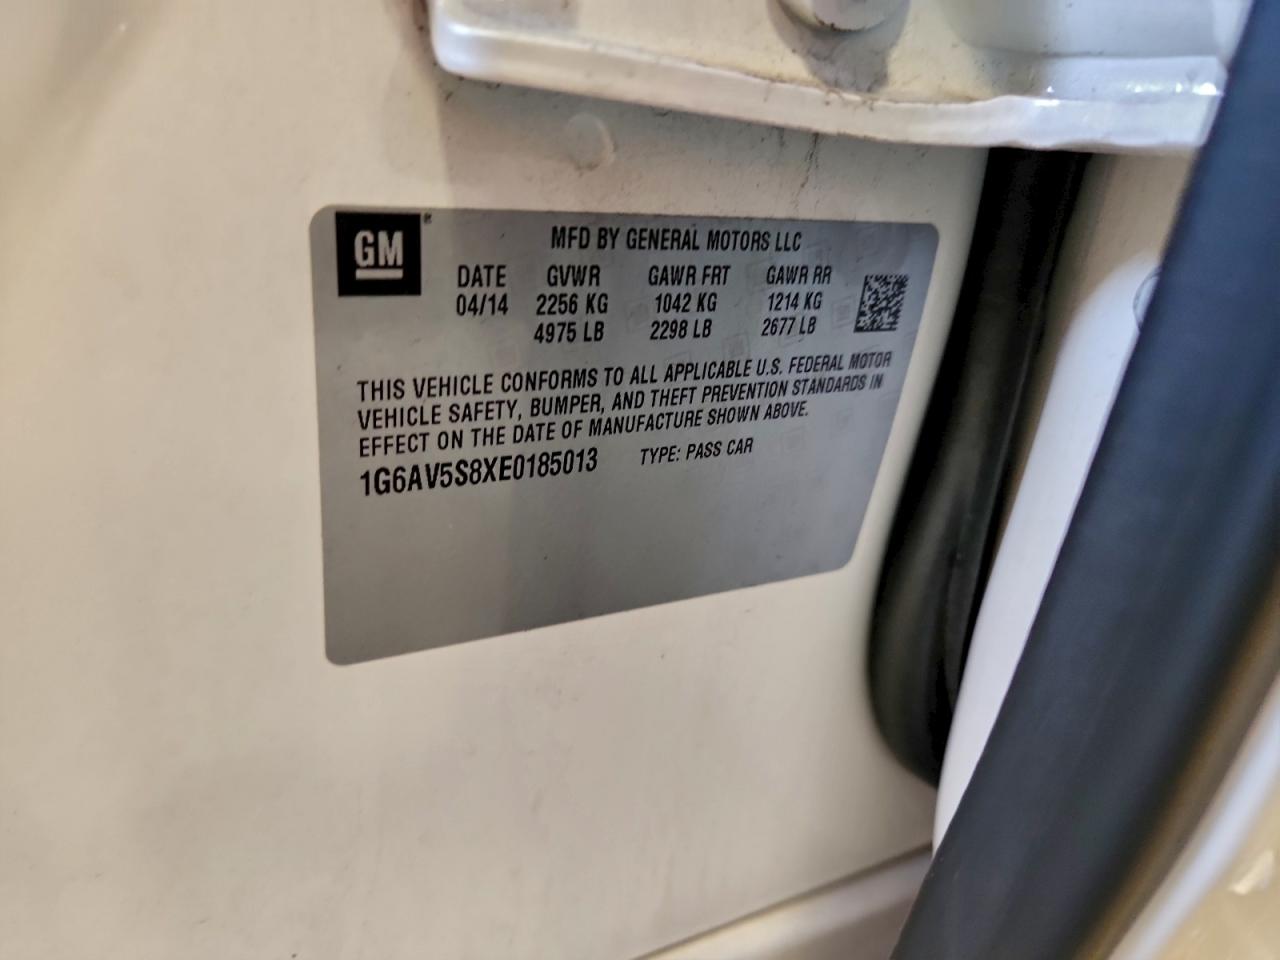 GM
MFD BY GENERAL MOTORS LLC
DATE GVWR GAWR FRT GAWR RR
04/14 2256 KG 1042 KG 1214 KG
4975 LB 2298 LB 2677 LB
THIS VEHICLE CONFORMS TO ALL APPLICABLE U.S. FEDERAL MOTOR
VEHICLE SAFETY, BUMPER, AND THEFT PREVENTION STANDARDS IN
EFFECT ON THE DATE OF MANUFACTURE SHOWN ABOVE.
1G6AV5S8XE0185013 TYPE: PASS CAR